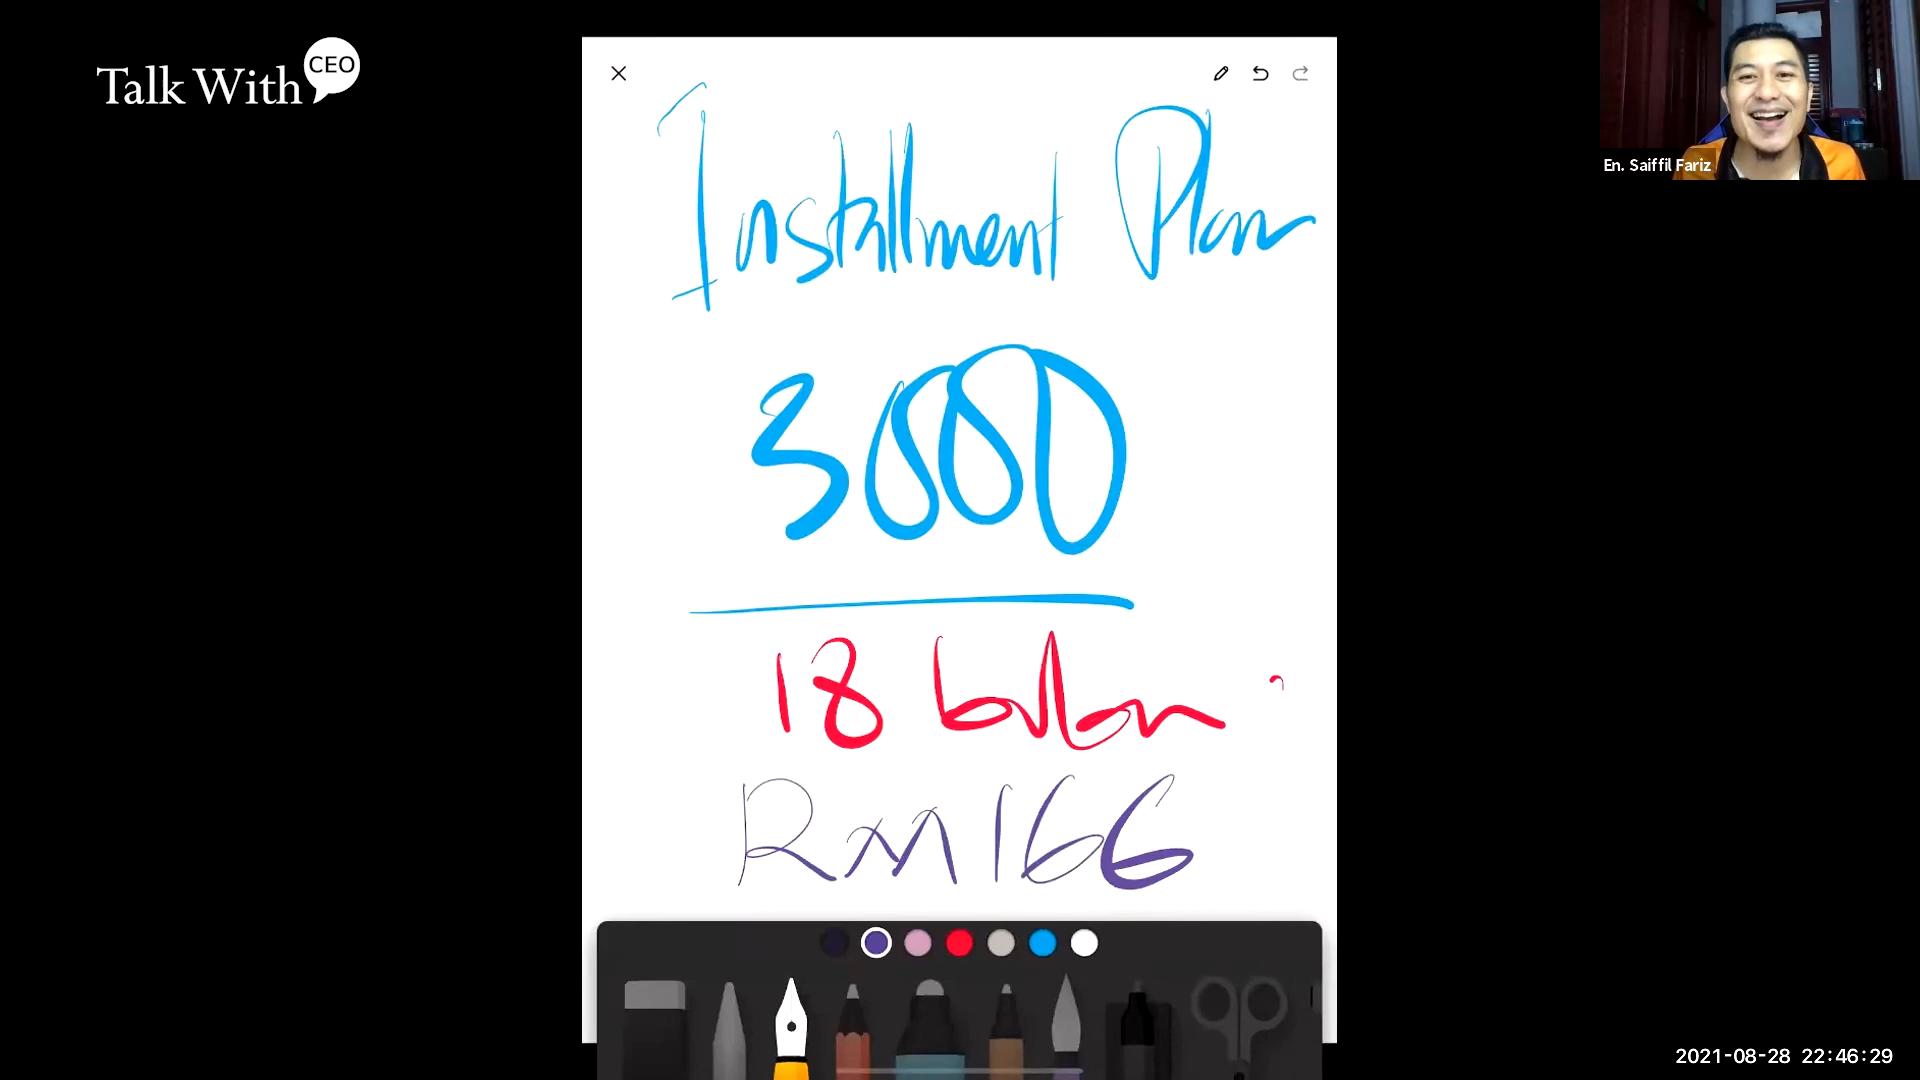 Talk With CEO
En. Saiffil Fariz
Installment Plan
3000
18 bulan
RM166
2021-08-28 22:46:29